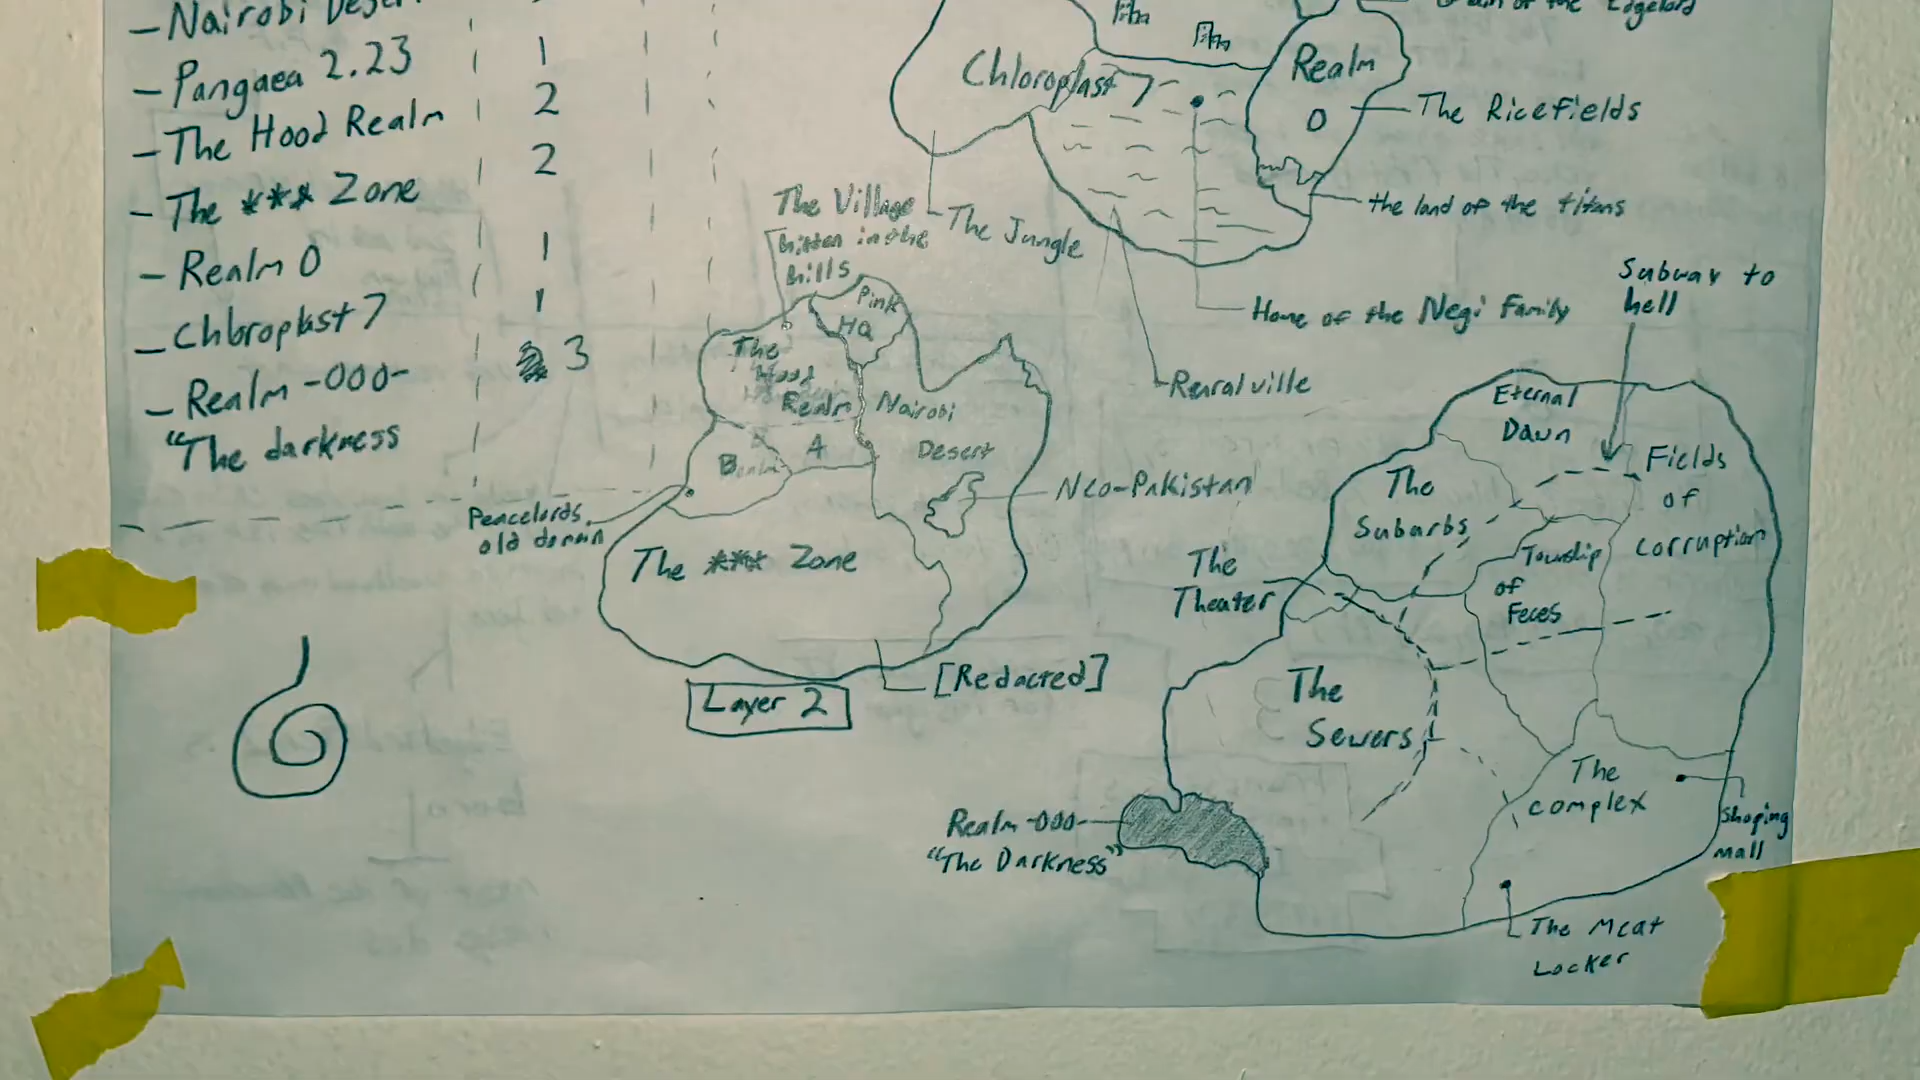 - Nairobi Desert
- Pangaea 2.23 1
- The Hood Realm 2
- The *** Zone 2
- Realm 0 1
- Chloroplast 7 1
- Realm -000- 3
"The darkness
Chloroplast 7
Realm
0
The Ricefields
the land of the titans
The Jungle
Home of the Negi Family
Ruralville
The Village
in the
hills
Pink
HQ
The
Hood
Realm
Nairobi
Desert
A
B
Neo-Pakistan
Peacelords
old domain
The *** Zone
[Redacted]
Layer 2
Subway to
hell
Eternal
Dawn
Fields
of
corruption
The
Suburbs
Township
of
Feces
The
Theater
The
Sewers
The
complex
Shoping
mall
Realm -000-
"The Darkness"
The Meat
Locker